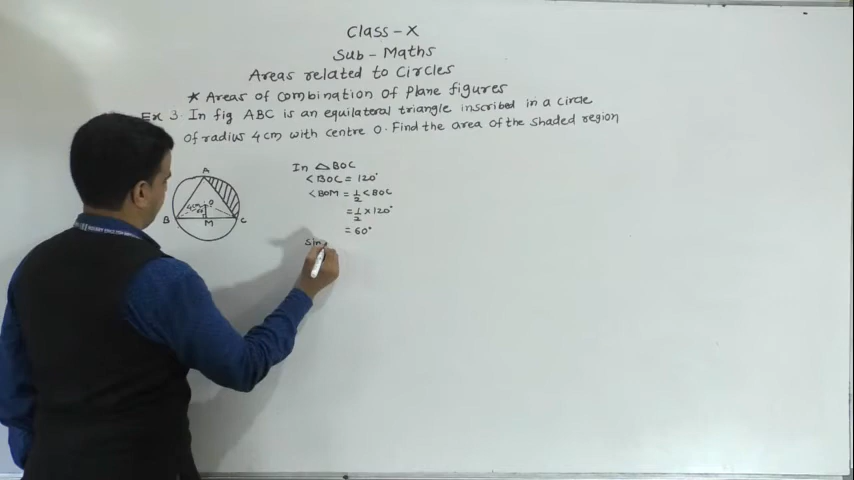 Class-X
Sub-Maths
Areas related to Circles
* Areas of combination of Plane figures
Ex 3. In fig ABC is an equilateral triangle inscribed in a circle
of radius 4cm with centre O. Find the area of the shaded region
A
4cm
O
60°
B
M
C
In △BOC
<BOC = 120°
<BOM = 1/2 <BOC
= 1/2 × 120°
= 60°
Sin